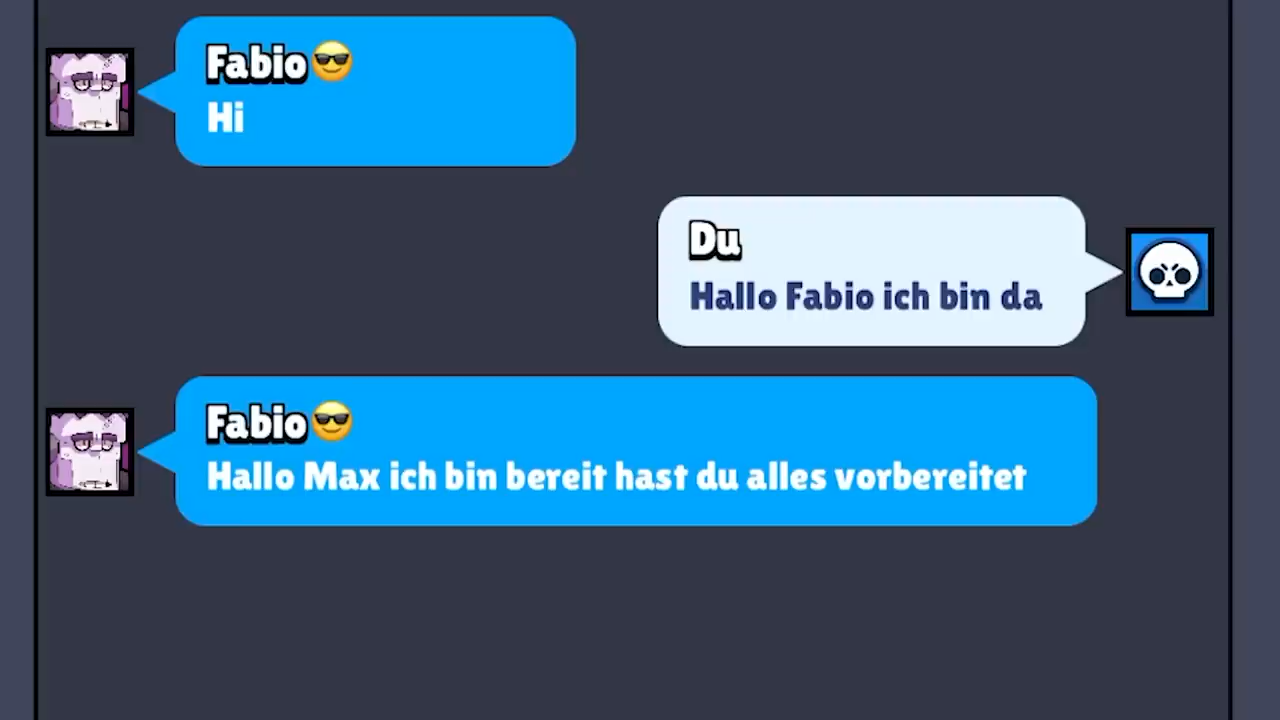 Fabio😎
Hi
Du
Hallo Fabio ich bin da
Fabio😎
Hallo Max ich bin bereit hast du alles vorbereitet